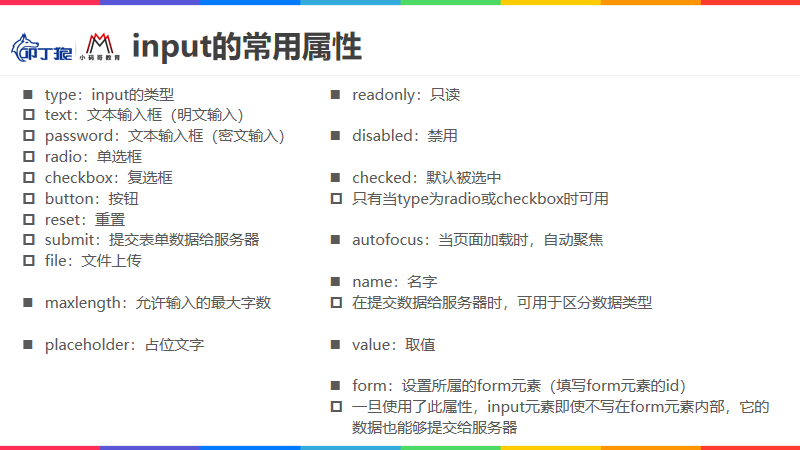 叩丁狼
小码哥教育
input的常用属性
type：input的类型
text：文本输入框（明文输入）
password：文本输入框（密文输入）
radio：单选框
checkbox：复选框
button：按钮
reset：重置
submit：提交表单数据给服务器
file：文件上传
maxlength：允许输入的最大字数
placeholder：占位文字
readonly：只读
disabled：禁用
checked：默认被选中
只有当type为radio或checkbox时可用
autofocus：当页面加载时，自动聚焦
name：名字
在提交数据给服务器时，可用于区分数据类型
value：取值
form：设置所属的form元素（填写form元素的id）
一旦使用了此属性，input元素即使不写在form元素内部，它的
数据也能够提交给服务器